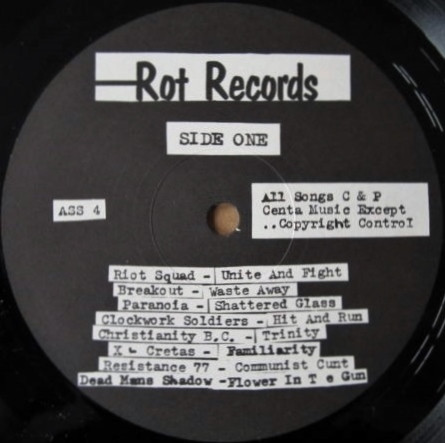 Rot Records
SIDE ONE
ASS 4
All Songs C & P
Centa Music Except
..Copyright Control
Riot Squad - Unite And Fight
Breakout - Waste Away
Paranoia - Shattered Glass
Clockwork Soldiers - Hit And Run
Christianity B.C. - Trinity
X - Cretas - Familiarity
Resistance 77 - Communist Cunt
Dead Mans Shadow -Flower In T e Gun